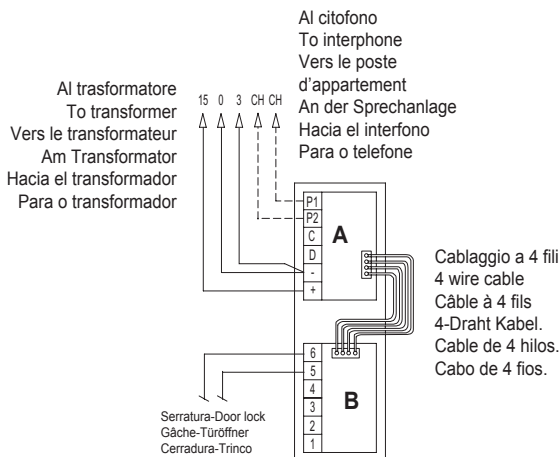 Al citofono
To interphone
Vers le poste
d'appartement
An der Sprechanlage
Hacia el interfono
Para o telefone
Al trasformatore
To transformer
Vers le transformateur
Am Transformator
Hacia el transformador
Para o transformador
15 0 3 CH CH
P1
P2
C
D
-
+
A
Cablaggio a 4 fili
4 wire cable
Câble à 4 fils
4-Draht Kabel.
Cable de 4 hilos.
Cabo de 4 fios.
6
5
4
3
2
1
B
Serratura-Door lock
Gâche-Türöffner
Cerradura-Trinco